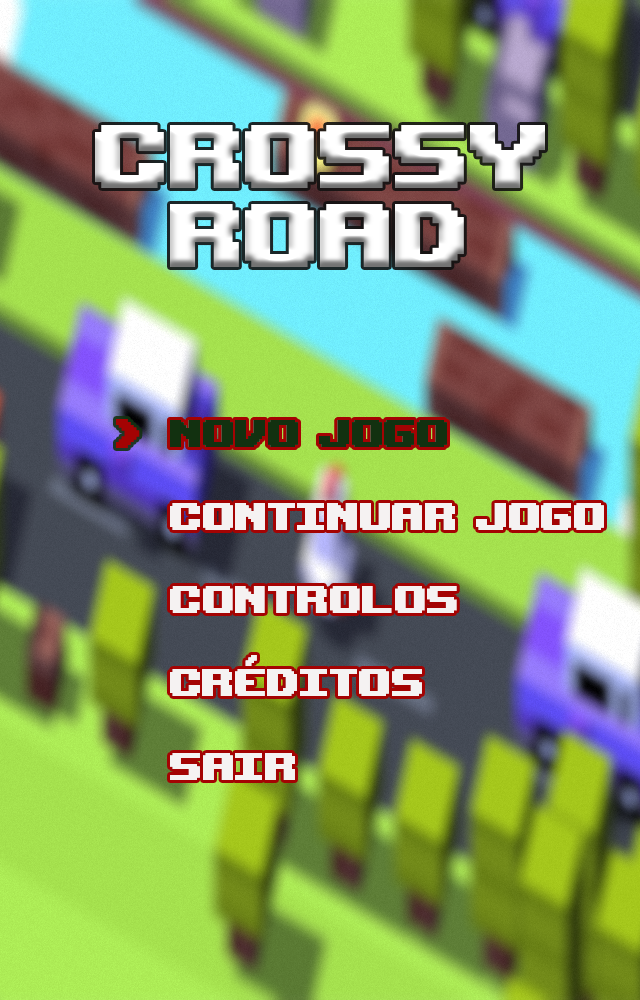 CROSSY
ROAD
> NOVO JOGO
CONTINUAR JOGO
CONTROLOS
CRÉDITOS
SAIR